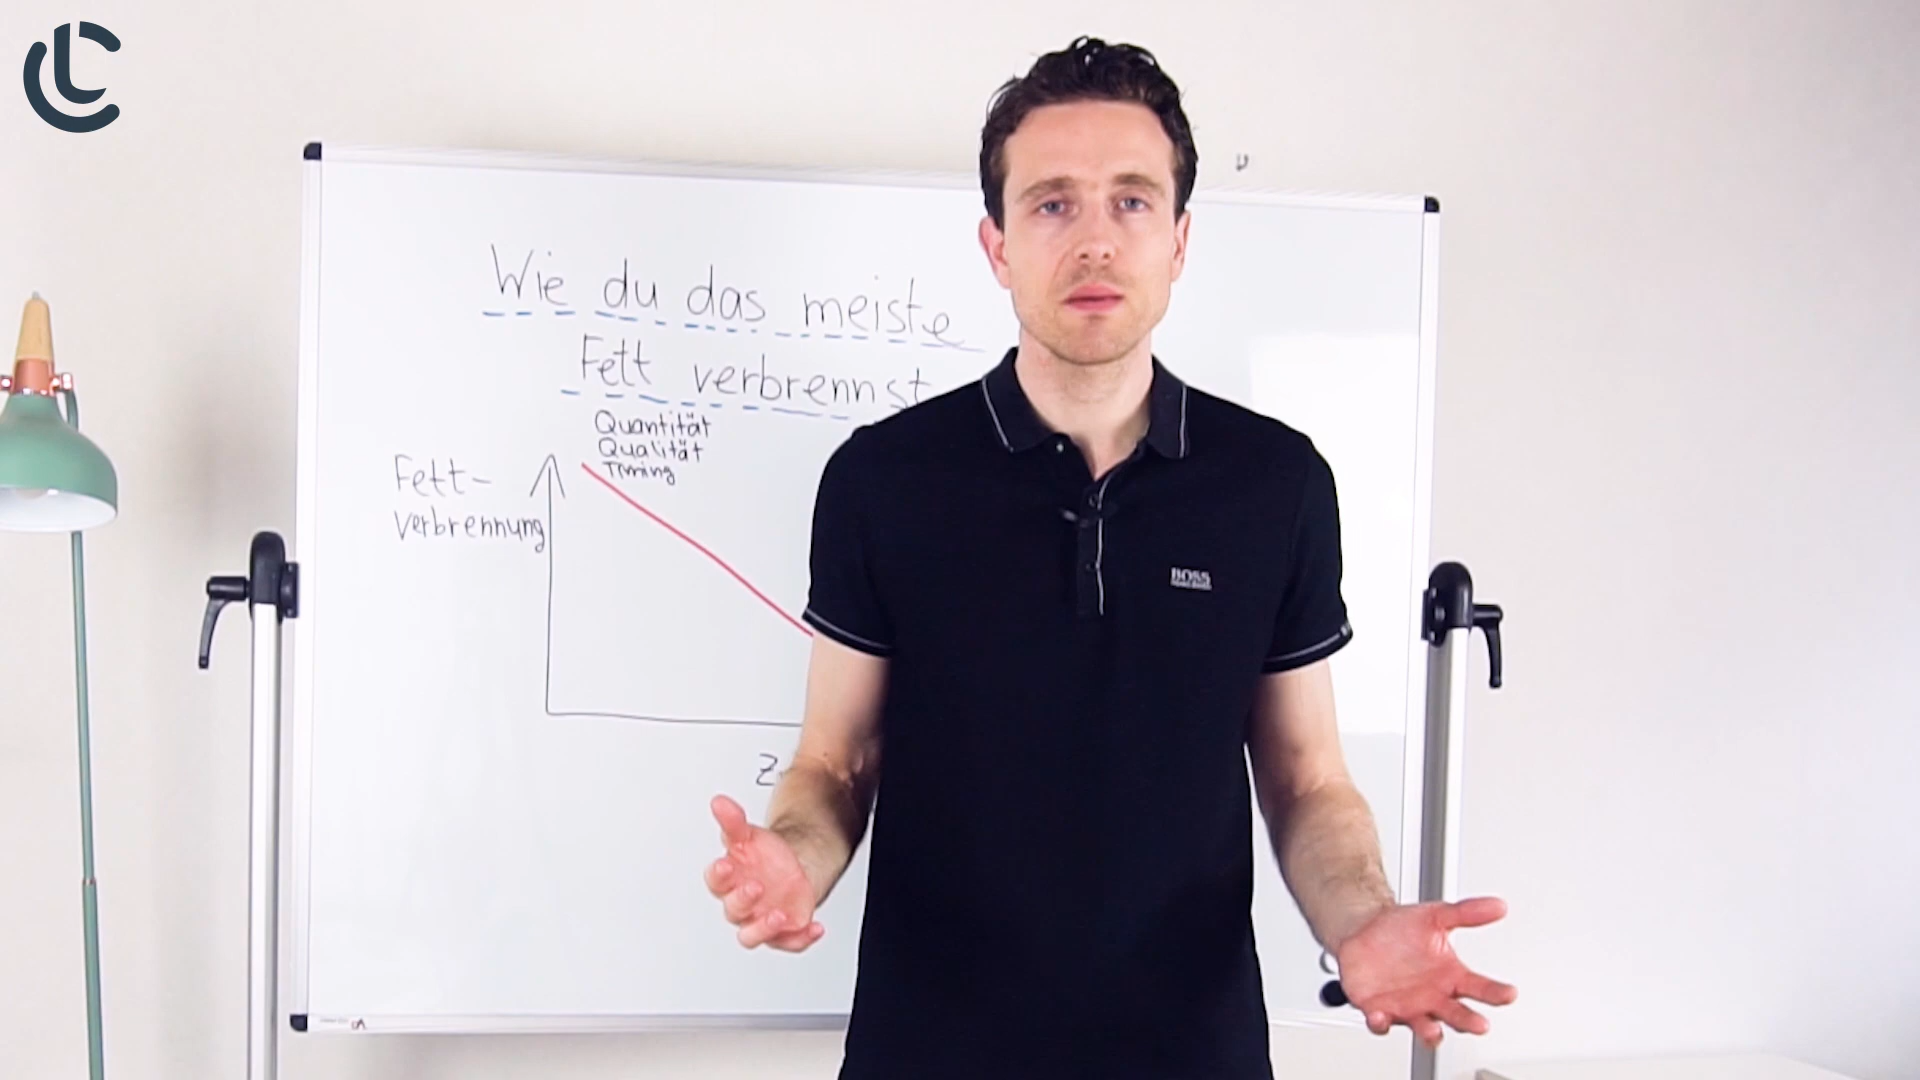 Wie du das meiste
Fett verbrennst
Quantität
Qualität
Timing
Fett-
verbrennung
BOSS